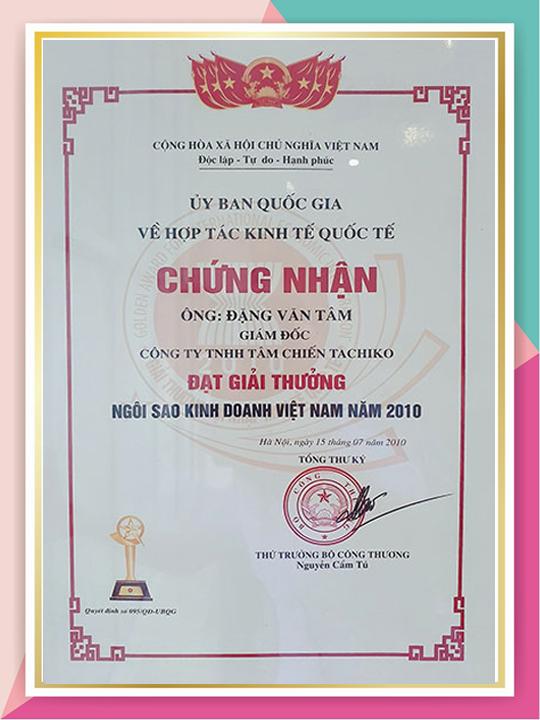 CỘNG HÒA XÃ HỘI CHỦ NGHĨA VIỆT NAM
Độc lập - Tự do - Hạnh phúc
ỦY BAN QUỐC GIA
VỀ HỢP TÁC KINH TẾ QUỐC TẾ
CHỨNG NHẬN
ÔNG: ĐẶNG VĂN TÂM
GIÁM ĐỐC
CÔNG TY TNHH TÂM CHIẾN TACHIKO
ĐẠT GIẢI THƯỞNG
NGÔI SAO KINH DOANH VIỆT NAM NĂM 2010
Hà Nội, ngày 15 tháng 07 năm 2010
TỔNG THƯ KÝ
BỘ CÔNG
THỨ TRƯỞNG BỘ CÔNG THƯƠNG
Nguyễn Cẩm Tú
Quyết định số 095/QD-UBQG